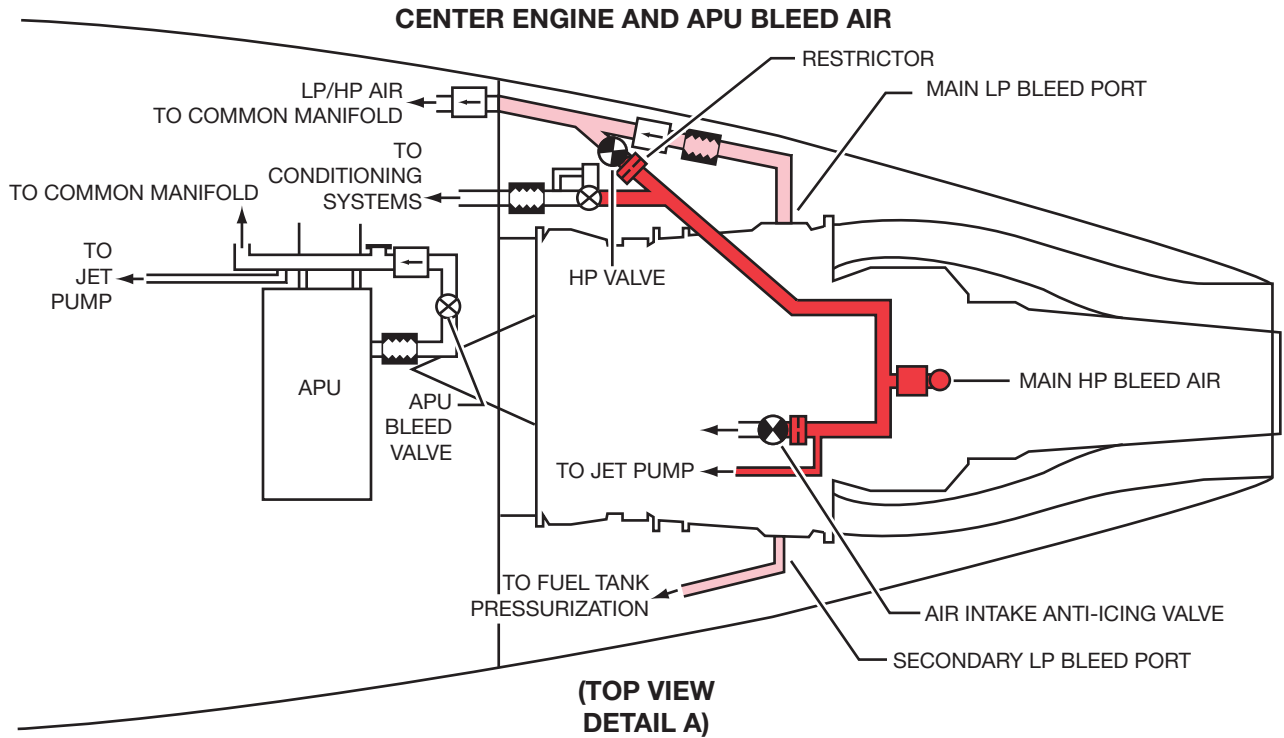 CENTER ENGINE AND APU BLEED AIR
RESTRICTOR
LP/HP AIR
TO COMMON MANIFOLD
MAIN LP BLEED PORT
TO
CONDITIONING
SYSTEMS
TO COMMON MANIFOLD
TO
JET
PUMP
HP VALVE
APU
APU
BLEED
VALVE
MAIN HP BLEED AIR
TO JET PUMP
TO FUEL TANK
PRESSURIZATION
AIR INTAKE ANTI-ICING VALVE
SECONDARY LP BLEED PORT
(TOP VIEW
DETAIL A)